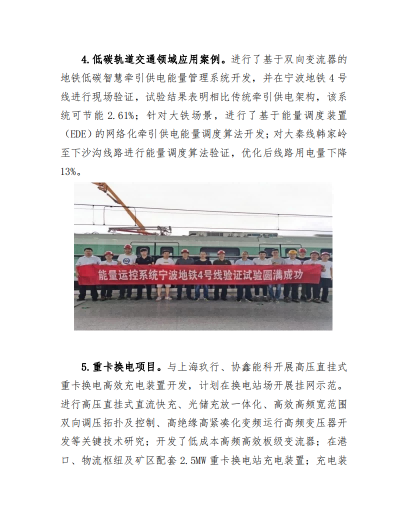 4.低碳轨道交通领域应用案例。进行了基于双向变流器的
地铁低碳智慧牵引供电能量管理系统开发，并在宁波地铁 4 号
线进行现场验证，试验结果表明相比传统牵引供电架构，该系
统可节能 2.61%；针对大铁场景，进行了基于能量调度装置
（EDE）的网络化牵引供电能量调度算法开发；对大秦线韩家岭
至下沙沟线路进行能量调度算法验证，优化后线路用电量下降
13%。
能量运控系统宁波地铁4号线验证试验圆满成功
5.重卡换电项目。与上海玖行、协鑫能科开展高压直挂式
重卡换电高效充电装置开发，计划在换电站场开展挂网示范。
进行高压直挂式直流快充、光储充放一体化、高效高频宽范围
双向调压拓扑及控制、高绝缘高紧凑化变频运行高频变压器开
发等关键技术研究；开发了低成本高频高效板级变流器；在港
口、物流枢纽及矿区配套 2.5MW 重卡换电站充电装置；充电装